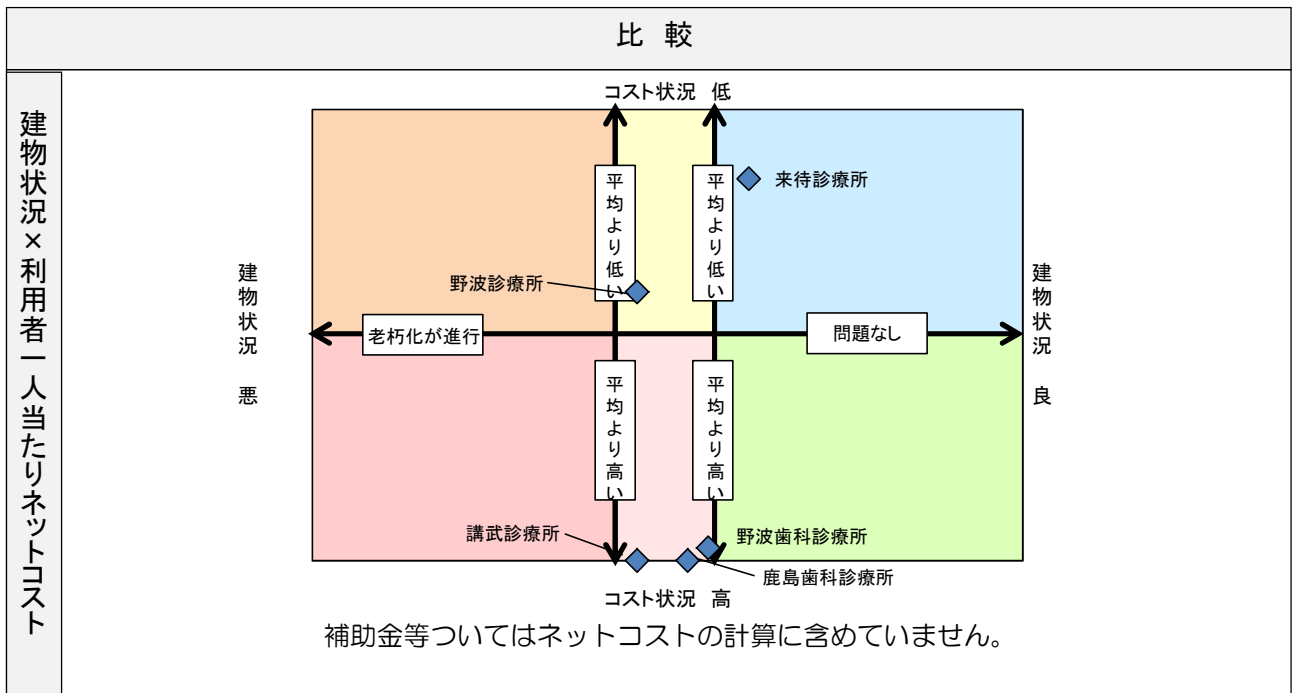 比 較
建物状況×利用者一人当たりネットコスト
コスト状況 低
平均より低い
平均より低い
来待診療所
野波診療所
建物状況 悪
老朽化が進行
問題なし
建物状況 良
平均より高い
平均より高い
講武診療所
野波歯科診療所
鹿島歯科診療所
コスト状況 高
補助金等ついてはネットコストの計算に含めていません。